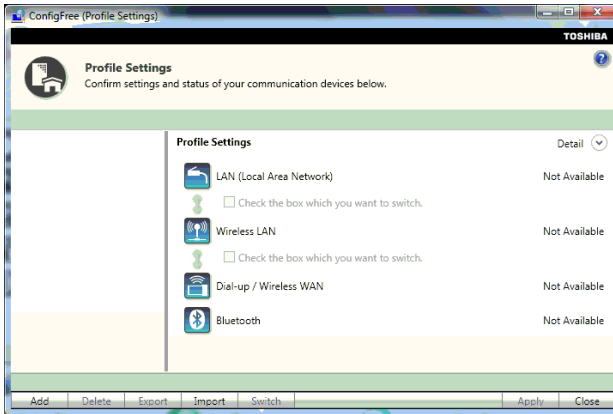 ConfigFree (Profile Settings)
TOSHIBA
Profile Settings
Confirm settings and status of your communication devices below.
Profile Settings
Detail
LAN (Local Area Network)
Not Available
Check the box which you want to switch.
Wireless LAN
Not Available
Check the box which you want to switch.
Dial-up / Wireless WAN
Not Available
Bluetooth
Not Available
Add Delete Export Import Switch Apply Close